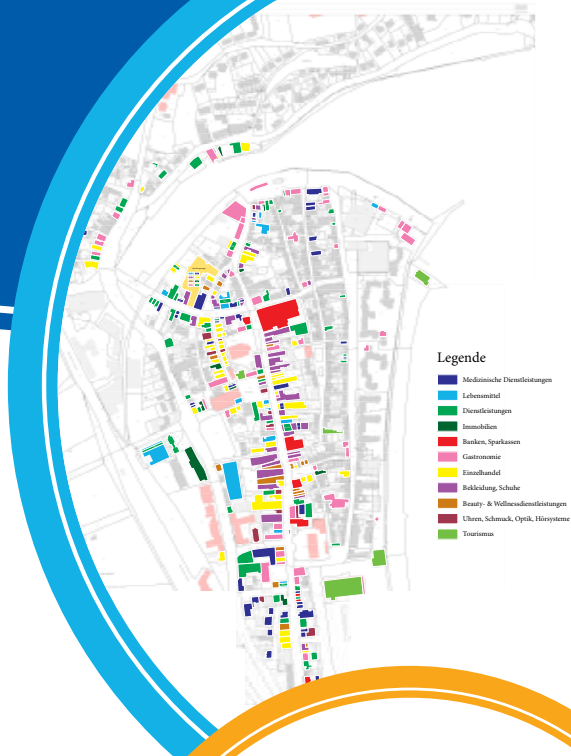 Legende
Medizinische Dienstleistungen
Lebensmittel
Dienstleistungen
Immobilien
Banken, Sparkassen
Gastronomie
Einzelhandel
Bekleidung, Schuhe
Beauty- & Wellnessdienstleistungen
Uhren, Schmuck, Optik, Hörsysteme
Tourismus